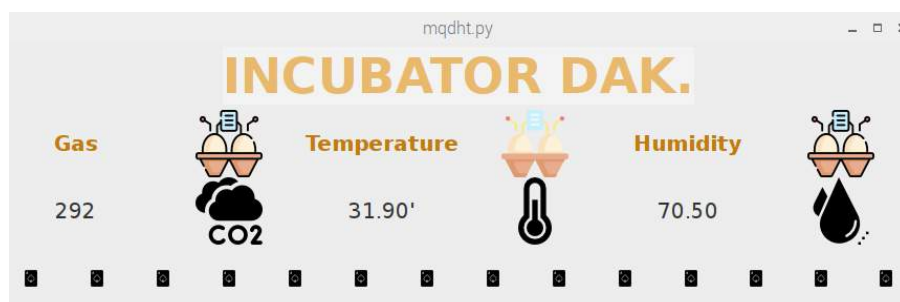 mqdht.py
INCUBATOR DAK.
Gas Temperature Humidity
292 31.90' 70.50
CO2